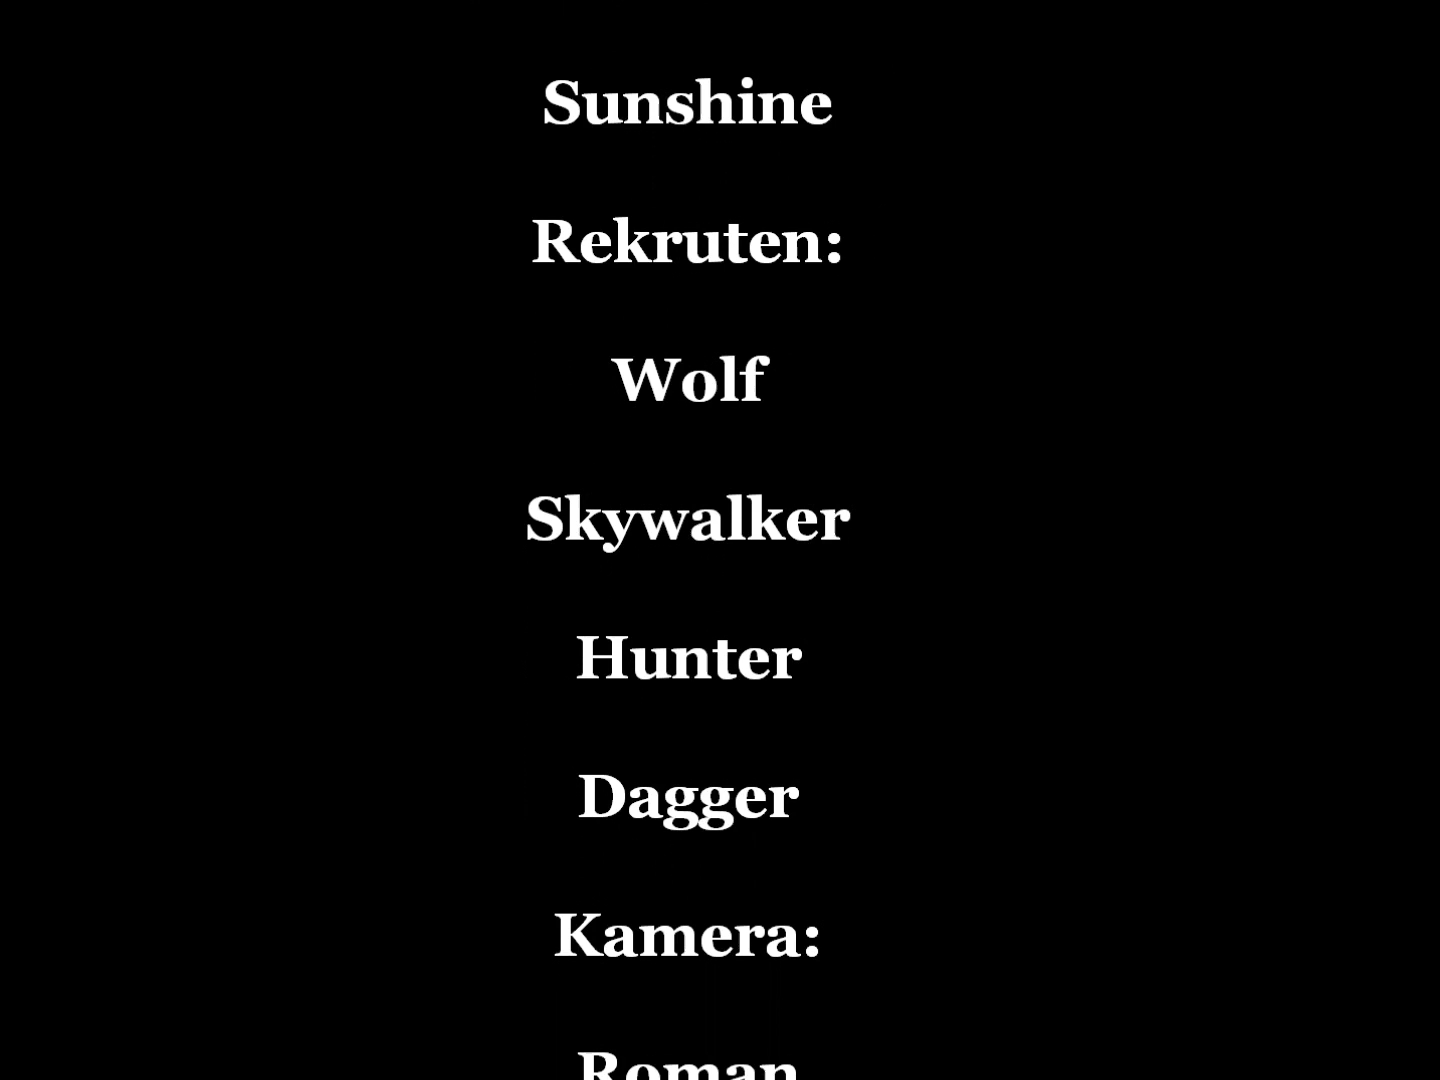 Sunshine
Rekruten:
Wolf
Skywalker
Hunter
Dagger
Kamera:
Roman